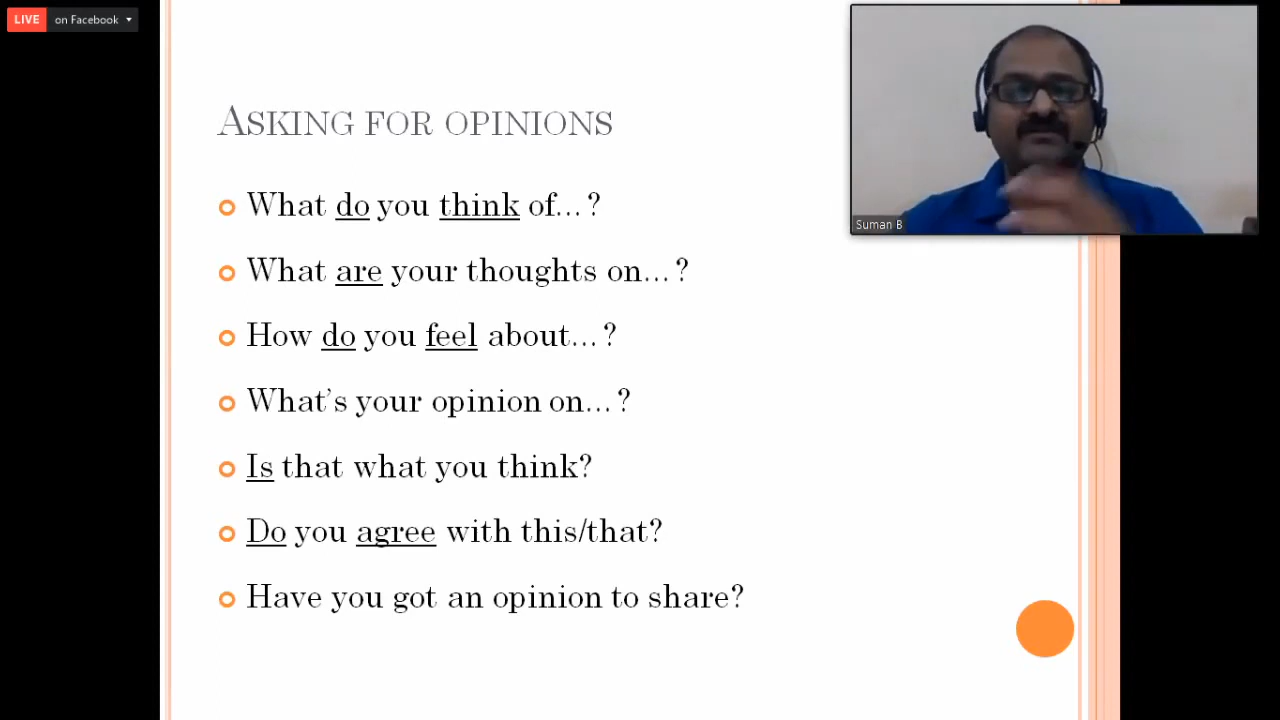 LIVE on Facebook
ASKING FOR OPINIONS
What do you think of...?
What are your thoughts on...?
How do you feel about...?
What's your opinion on...?
Is that what you think?
Do you agree with this/that?
Have you got an opinion to share?
Suman B